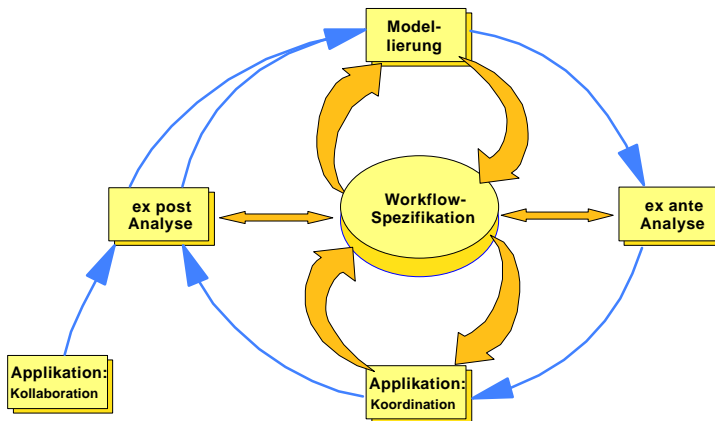 Model-
lierung
Workflow-
Spezifikation
ex post
Analyse
ex ante
Analyse
Applikation:
Kollaboration
Applikation:
Koordination